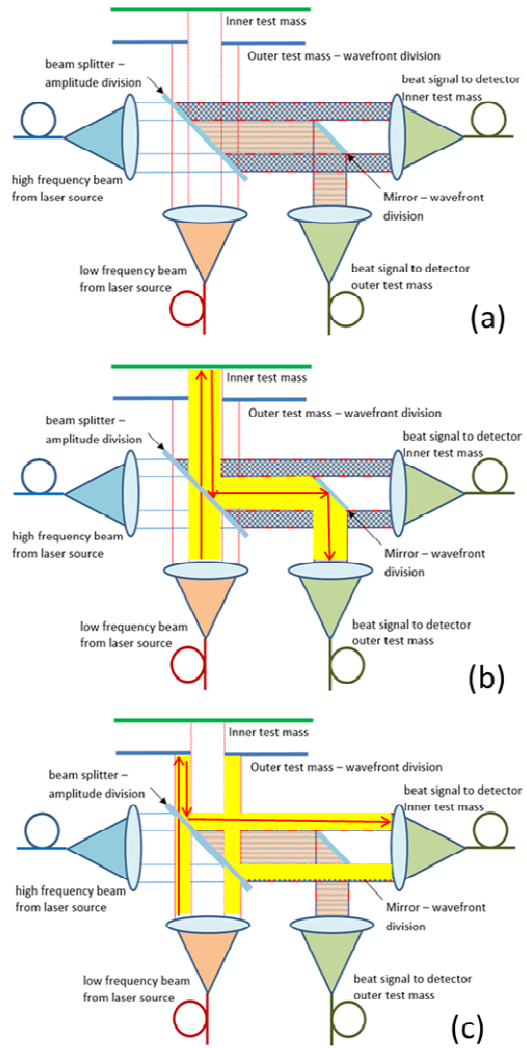 Inner test mass
Outer test mass – wavefront division
beam splitter –
amplitude division
beat signal to detector
Inner test mass
high frequency beam
from laser source
Mirror – wavefront
division
low frequency beam
from laser source
beat signal to detector
outer test mass
(a)
Inner test mass
Outer test mass – wavefront division
beam splitter –
amplitude division
beat signal to detector
Inner test mass
high frequency beam
from laser source
Mirror – wavefront
division
low frequency beam
from laser source
beat signal to detector
outer test mass
(b)
Inner test mass
Outer test mass – wavefront division
beam splitter –
amplitude division
beat signal to detector
Inner test mass
high frequency beam
from laser source
Mirror – wavefront
division
low frequency beam
from laser source
beat signal to detector
outer test mass
(c)